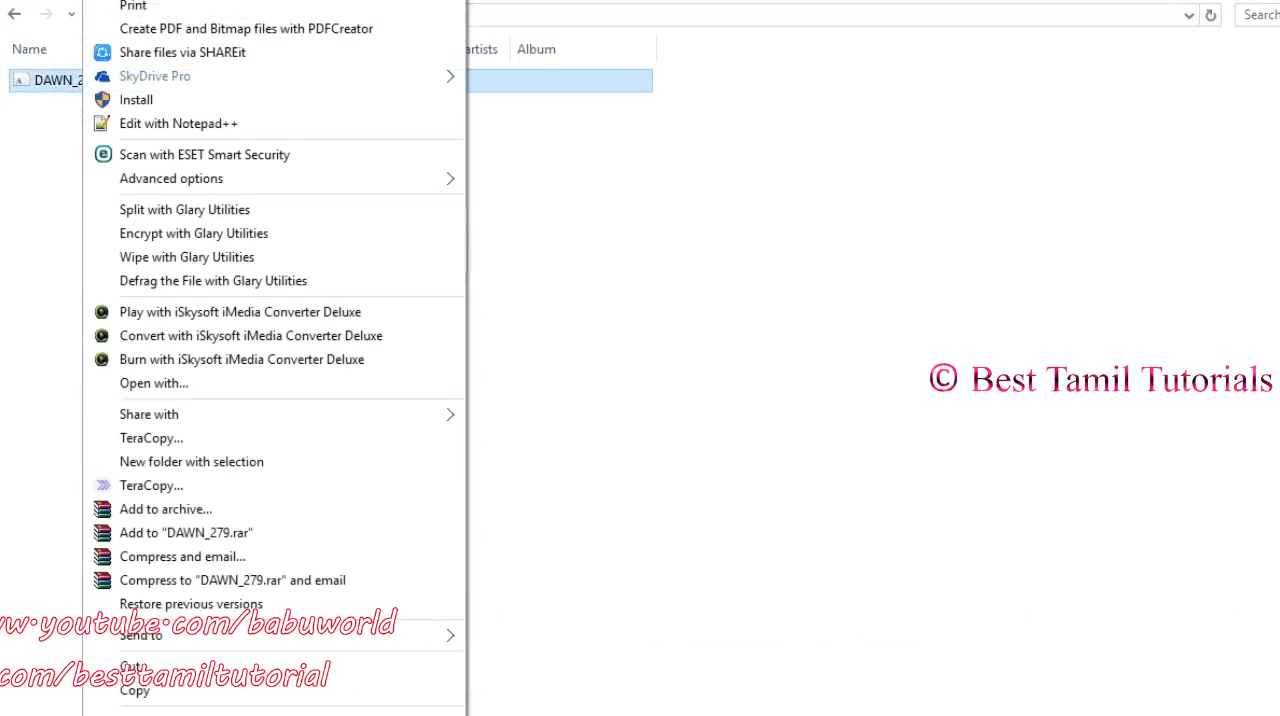 Print
Create PDF and Bitmap files with PDFCreator
Search
Name
artists
Album
Share files via SHAREit
DAWN_2
SkyDrive Pro
Install
Edit with Notepad++
Scan with ESET Smart Security
Advanced options
Split with Glary Utilities
Encrypt with Glary Utilities
Wipe with Glary Utilities
Defrag the File with Glary Utilities
Play with iSkysoft iMedia Converter Deluxe
Convert with iSkysoft iMedia Converter Deluxe
Burn with iSkysoft iMedia Converter Deluxe
Open with...
© Best Tamil Tutorials
Share with
TeraCopy...
New folder with selection
TeraCopy...
Add to archive...
Add to "DAWN_279.rar"
Compress and email...
Compress to "DAWN_279.rar" and email
Restore previous versions
w.youtube.com/babuworld
Send to
Cut
.com/besttamiltutorial
Copy